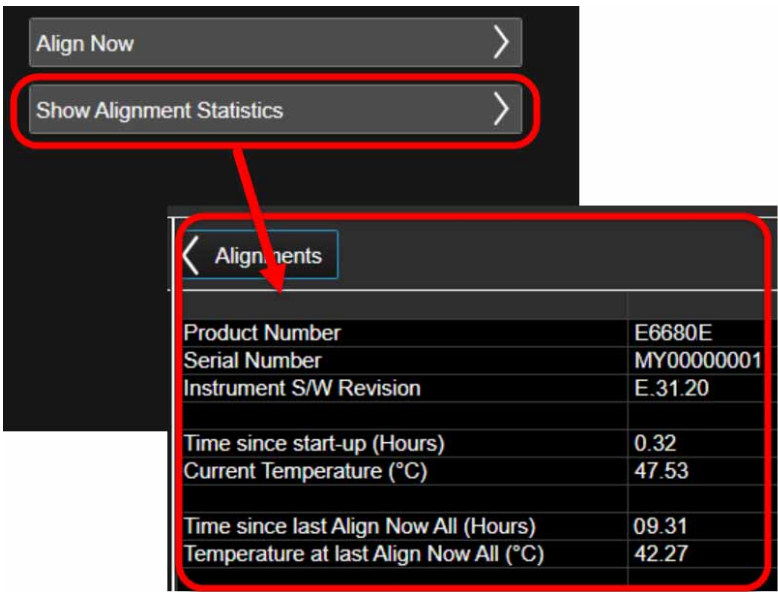 Align Now
Show Alignment Statistics
Alignments
Product Number E6680E
Serial Number MY00000001
Instrument S/W Revision E.31.20
Time since start-up (Hours) 0.32
Current Temperature (°C) 47.53
Time since last Align Now All (Hours) 09.31
Temperature at last Align Now All (°C) 42.27